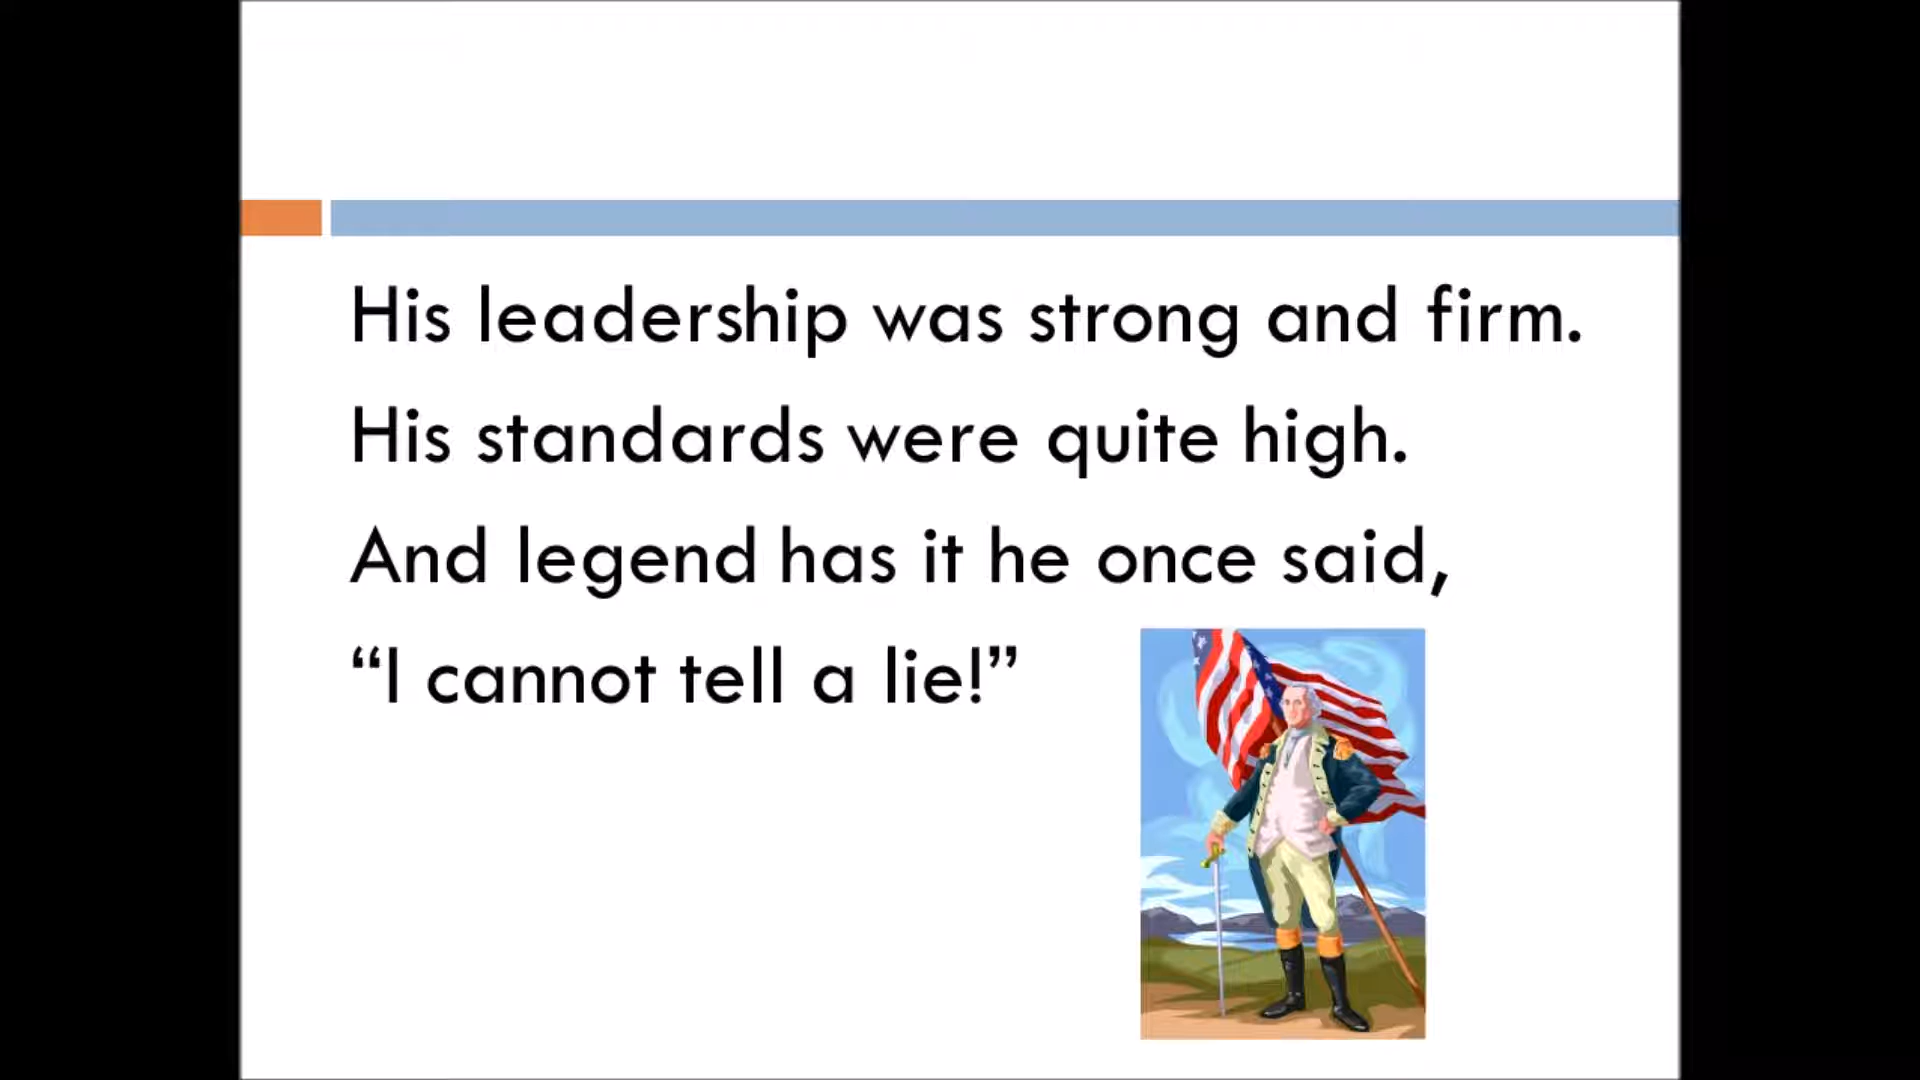 His leadership was strong and firm.
His standards were quite high.
And legend has it he once said,
“I cannot tell a lie!”